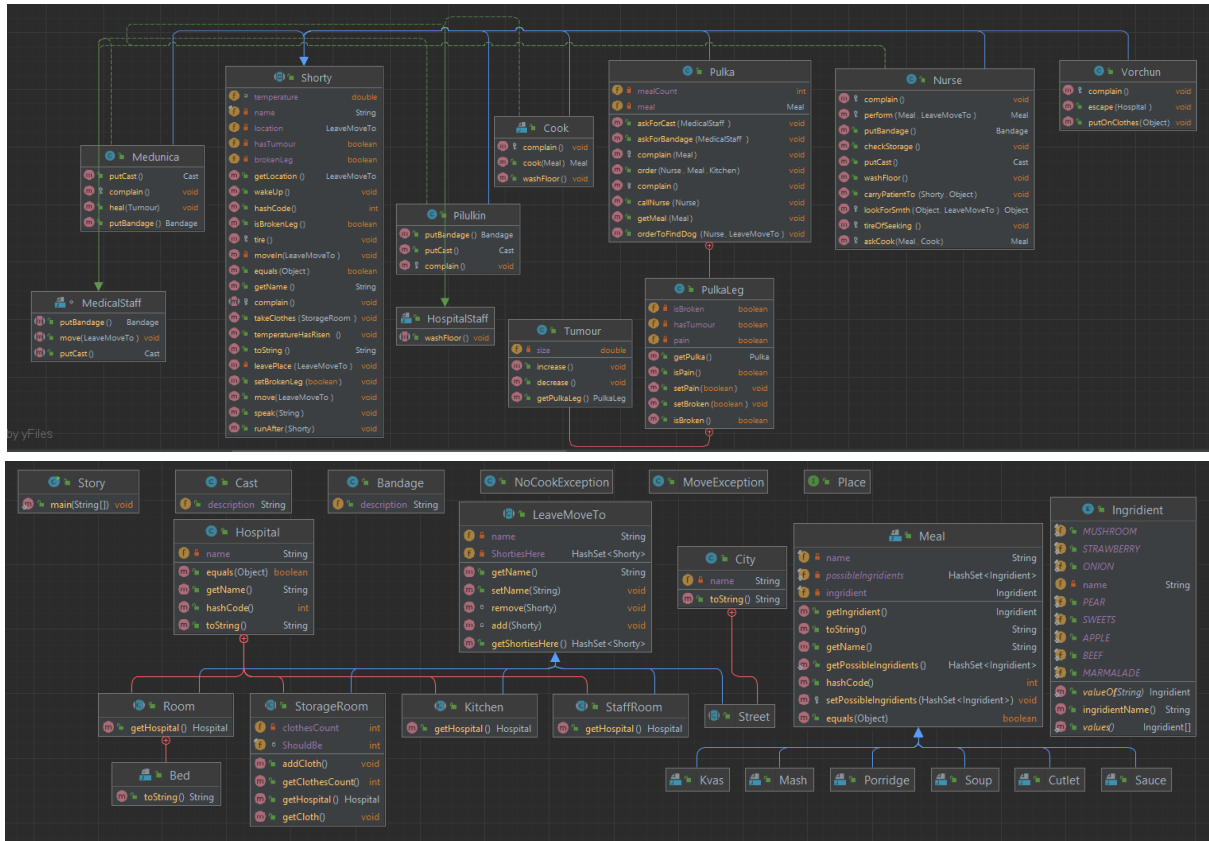 Shorty
temperature double
name String
location LeaveMoveTo
hasTumour boolean
brokenLeg boolean
getLocation() LeaveMoveTo
wakeUp() void
hashCode() int
isBrokenLeg() boolean
tire() void
moveIn(LeaveMoveTo) void
equals(Object) boolean
getName() String
complain() void
takeClothes(StorageRoom) void
temperatureHasRisen () void
toString() String
leavePlace(LeaveMoveTo) void
setBrokenLeg(boolean) void
move(LeaveMoveTo) void
speak(String) void
runAfter(Shorty) void
Medunica
putCast() Cast
complain() void
heal(Tumour) void
putBandage() Bandage
MedicalStaff
putBandage() Bandage
move(LeaveMoveTo) void
putCast() Cast
Cook
complain() void
cook(Meal) Meal
washFloor() void
Pilulkin
putBandage() Bandage
putCast() Cast
complain() void
HospitalStaff
washFloor() void
Pulka
mealCount int
meal Meal
askForCast(MedicalStaff) void
askForBandage(MedicalStaff) void
complain(Meal) void
order(Nurse, Meal, Kitchen) void
complain() void
callNurse(Nurse) void
getMeal(Meal) void
orderToFindDog (Nurse, LeaveMoveTo) void
Nurse
complain() void
perform(Meal, LeaveMoveTo) Meal
putBandage() Bandage
checkStorage() void
putCast() Cast
washFloor() void
carryPatientTo(Shorty, Object) void
lookForSmth(Object, LeaveMoveTo) Object
tireOfSeeking () void
askCook(Meal, Cook) Meal
Vorchun
complain() void
escape(Hospital) void
putOnClothes(Object) void
Tumour
size double
increase() void
decrease() void
getPulkaLeg() PulkaLeg
PulkaLeg
isBroken boolean
hasTumour boolean
pain boolean
getPulka() Pulka
isPain() boolean
setPain(boolean) void
setBroken(boolean) void
isBroken() boolean
by yFiles
Story
main(String[]) void
Cast
description String
Bandage
description String
NoCookException
MoveException
Place
Hospital
name String
equals(Object) boolean
getName() String
hashCode() int
toString() String
LeaveMoveTo
name String
ShortiesHere HashSet<Shorty>
getName() String
setName(String) void
remove(Shorty) void
add(Shorty) void
getShortiesHere() HashSet<Shorty>
City
name String
toString() String
Meal
name String
possibleIngridients HashSet<Ingridient>
ingridient Ingridient
getIngridient() Ingridient
toString() String
getName() String
getPossibleIngridients() HashSet<Ingridient>
hashCode() int
setPossibleIngridients(HashSet<Ingridient>) void
equals(Object) boolean
Ingridient
MUSHROOM
STRAWBERRY
ONION
name String
PEAR
SWEETS
APPLE
BEEF
MARMALADE
valueOf(String) Ingridient
ingridientName() String
values() Ingridient[]
Room
getHospital() Hospital
StorageRoom
clothesCount int
ShouldBe int
addCloth() void
getClothesCount() int
getHospital() Hospital
getCloth() void
Kitchen
getHospital() Hospital
StaffRoom
getHospital() Hospital
Street
Bed
toString() String
Kvas
Mash
Porridge
Soup
Cutlet
Sauce